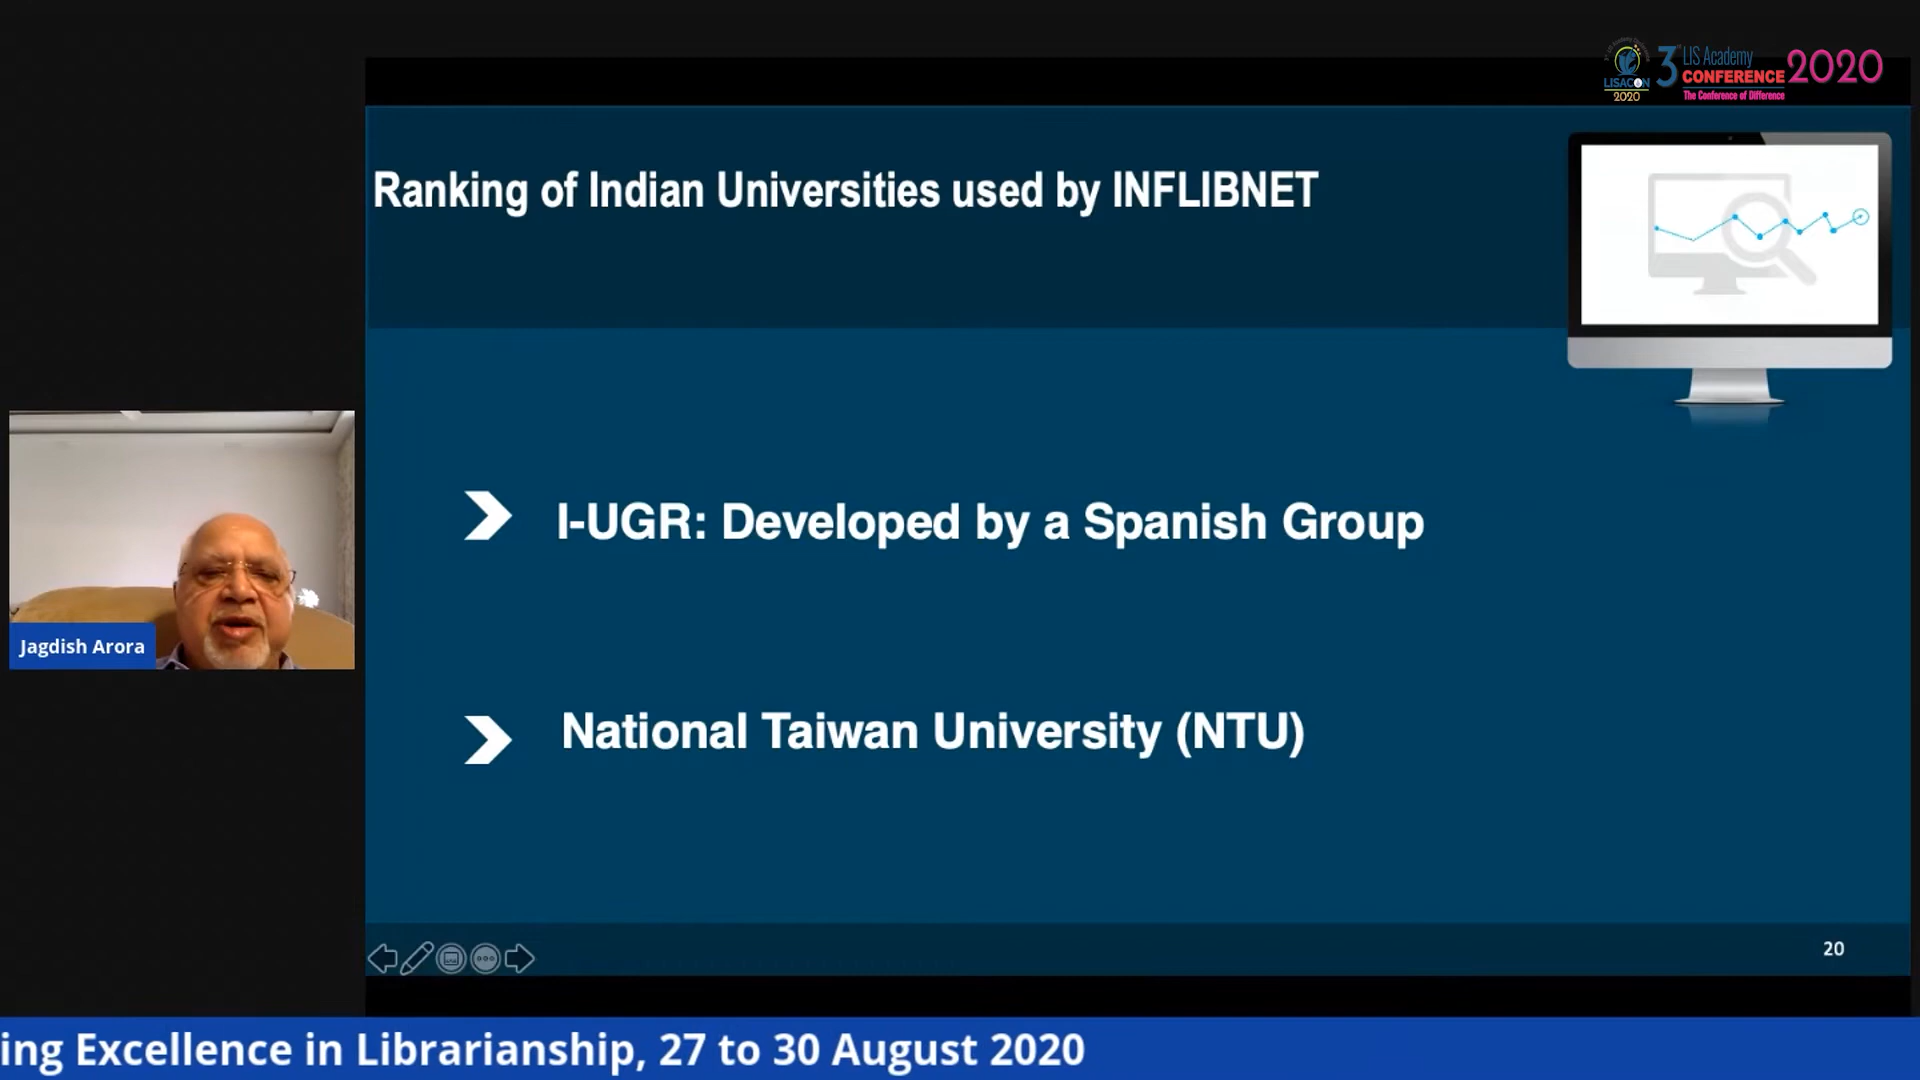 3rd LIS Academy
CONFERENCE 2020
The Conference of Difference
LISACON
2020
Ranking of Indian Universities used by INFLIBNET
I-UGR: Developed by a Spanish Group
Jagdish Arora
National Taiwan University (NTU)
20
ing Excellence in Librarianship, 27 to 30 August 2020